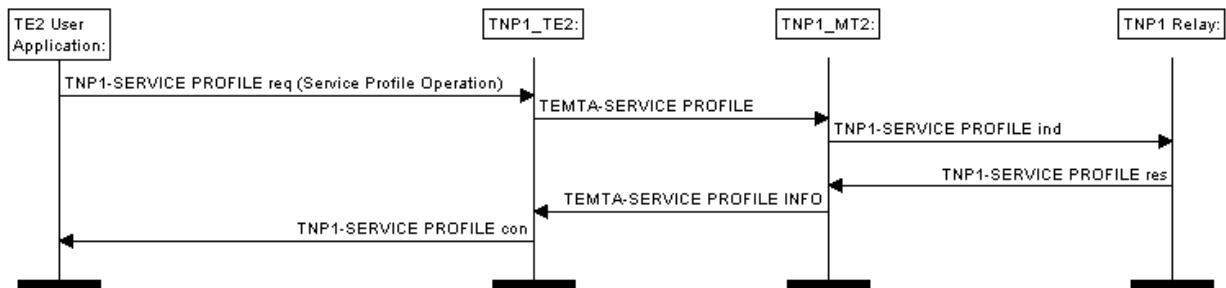 TE2 User
Application:
TNP1_TE2:
TNP1_MT2:
TNP1 Relay:
TNP1-SERVICE PROFILE req (Service Profile Operation)
TEMTA-SERVICE PROFILE
TNP1-SERVICE PROFILE ind
TNP1-SERVICE PROFILE res
TEMTA-SERVICE PROFILE INFO
TNP1-SERVICE PROFILE con